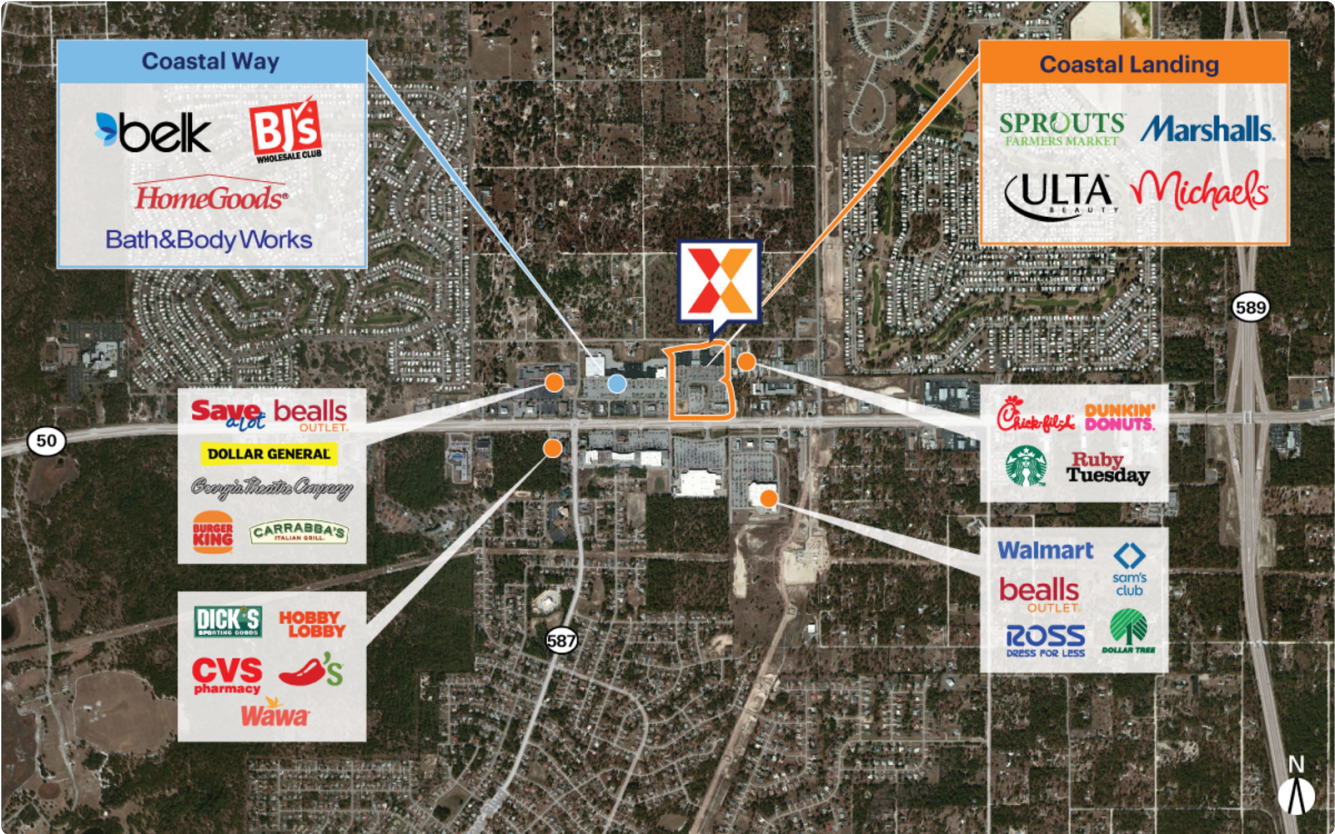 Coastal Way
belk
BJ's
WHOLESALE CLUB
HomeGoods®
Bath&Body Works
Coastal Landing
SPROUTS
FARMERS MARKET
Marshalls®
ULTA
BEAUTY
Michaels
589
50
587
Save
a lot
bealls
OUTLET
DOLLAR GENERAL
Georgia Theatre Company
BURGER
KING
CARRABBA'S
ITALIAN GRILL
DICK'S
SPORTING GOODS
HOBBY
LOBBY
CVS
pharmacy
's
Wawa
Chick-fil-A
DUNKIN'
DONUTS
Ruby
Tuesday
Walmart
sam's
club
bealls
OUTLET
ROSS
DRESS FOR LESS
DOLLAR TREE
N